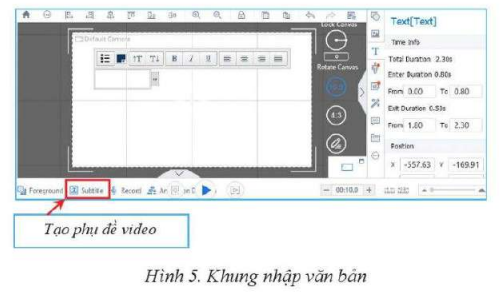 Default Canvas
Lock Canvas
Rotate Canvas
4:3
Text[Text]
Time Info
Total Duration 2.30s
Enter Duration 0.80s
From 0.00 To 0.80
Exit Duration 0.50s
From 1.80 To 2.30
Position
X -557.63 Y -169.91
Foreground Subtitle Record 00:10.0
Tạo phụ đề video
Hình 5. Khung nhập văn bản